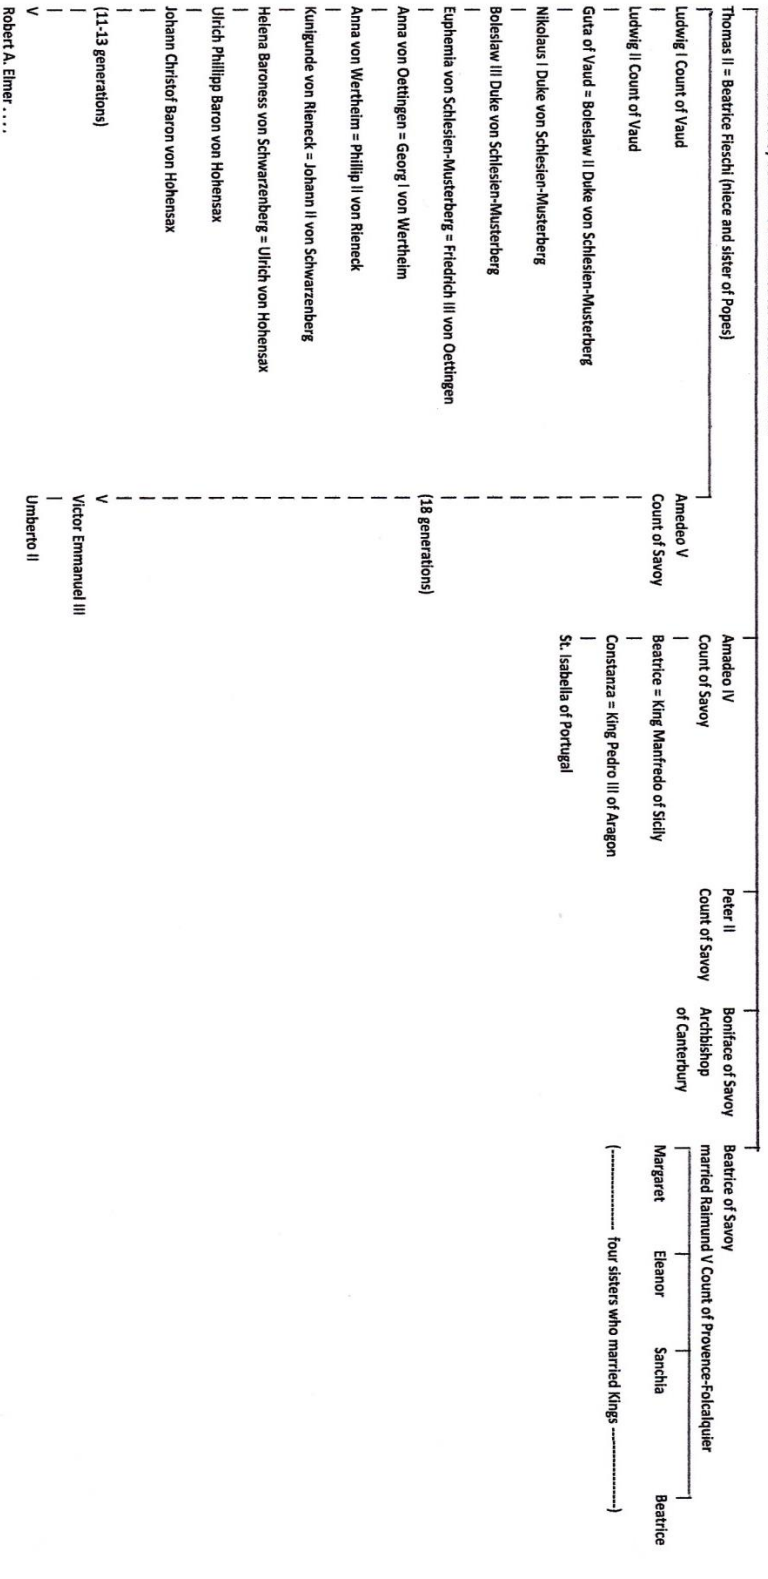 Thomas II = Beatrice Fieschi (niece and sister of Popes)
Amadeo IV
Count of Savoy
Peter II
Count of Savoy
Boniface of Savoy
Archbishop
of Canterbury
Beatrice of Savoy
married Raimund V Count of Provence-Folcalquier
Ludwig I Count of Vaud
Amedeo V
Count of Savoy
Beatrice = King Manfredo of Sicily
Margaret Eleanor Sanchia Beatrice
Ludwig II Count of Vaud
Constanza = King Pedro III of Aragon
(---------------- four sisters who married Kings ----------------)
Guta of Vaud = Boleslaw II Duke von Schlesien-Musterberg
St. Isabella of Portugal
Nikolaus I Duke von Schlesien-Musterberg
Boleslaw III Duke von Schlesien-Musterberg
Euphemia von Schlesien-Musterberg = Friedrich III von Oettingen
(18 generations)
Anna von Oettingen = Georg I von Wertheim
Anna von Wertheim = Phillip II von Rieneck
Kunigunde von Rieneck = Johann II von Schwarzenberg
Helena Baroness von Schwarzenberg = Ulrich von Hohensax
Ulrich Phillipp Baron von Hohensax
Johann Christof Baron von Hohensax
(11-13 generations)
V
Victor Emmanuel III
V
Umberto II
Robert A. Elmer . . . .